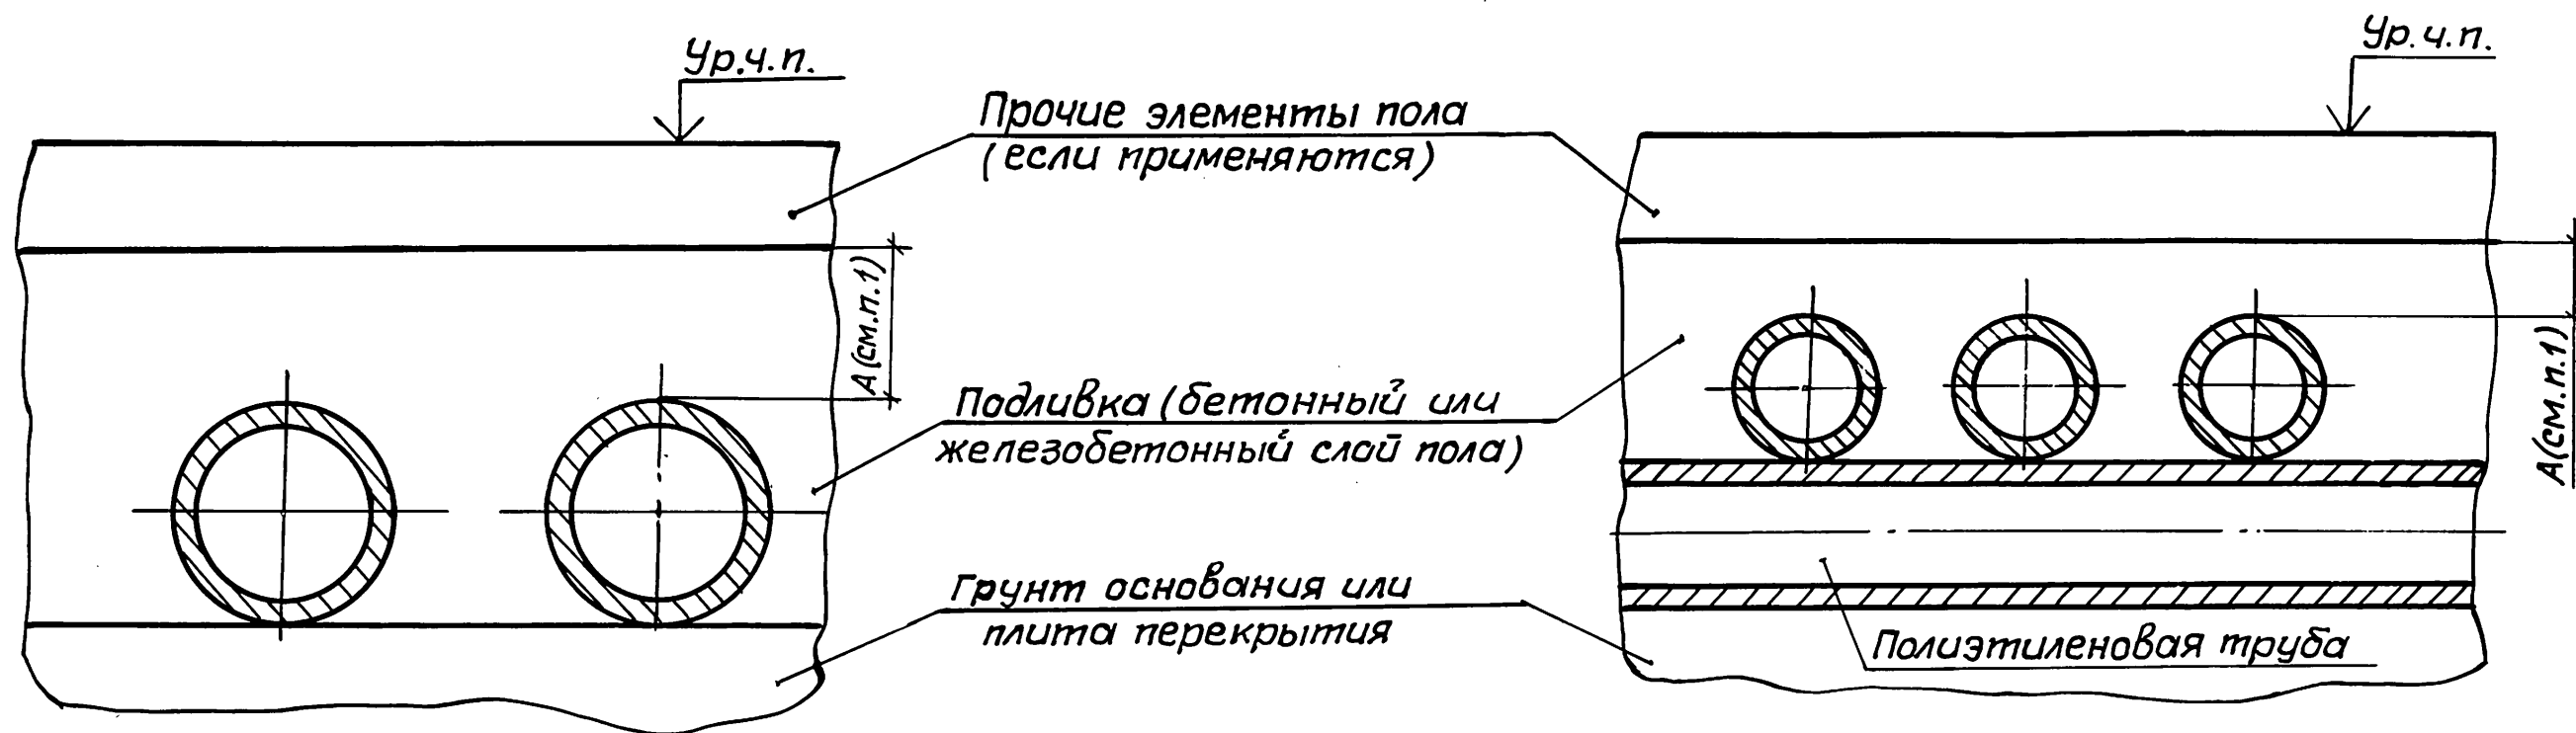 Ур.ч.п.
Ур.ч.п.
Прочие элементы пола
(если применяются)
А(см.п.1)
А(см.п.1)
Подливка (бетонный или
железобетонный слой пола)
Грунт основания или
плита перекрытия
Полиэтиленовая труба